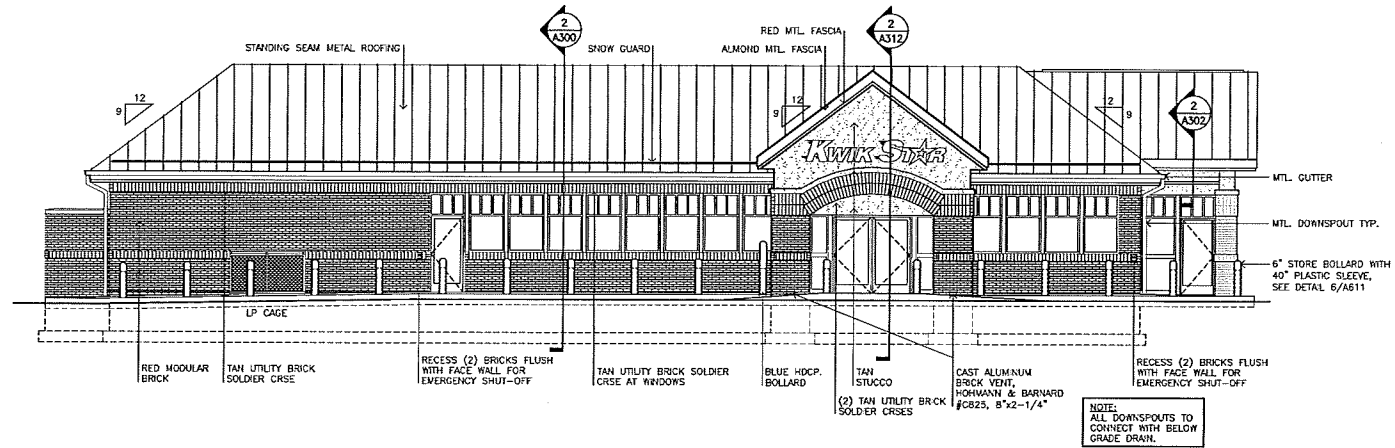 2
A300
2
A312
RED MTL. FASCIA
STANDING SEAM METAL ROOFING
SNOW GUARD
ALMOND MTL. FASCIA
12
9
12
9
2
9
2
A302
KWIK STAR
MTL. GUTTER
MTL. DOWNSPOUT TYP.
6" STORE BOLLARD WITH
40" PLASTIC SLEEVE,
SEE DETAIL 6/A611
LP CAGE
RED MODULAR
BRICK
TAN UTILITY BRICK
SOLDIER CRSE
RECESS (2) BRICKS FLUSH
WITH FACE WALL FOR
EMERGENCY SHUT-OFF
TAN UTILITY BRICK SOLDIER
CRSE AT WINDOWS
BLUE HDCP.
BOLLARD
TAN
STUCCO
(2) TAN UTILITY BRICK
SOLDIER CRSES
CAST ALUMINUM
BRICK VENT,
HOHMANN & BARNARD
#CB25, 8"x2-1/4"
RECESS (2) BRICKS FLUSH
WITH FACE WALL FOR
EMERGENCY SHUT-OFF
NOTE:
ALL DOWNSPOUTS TO
CONNECT WITH BELOW
GRADE DRAIN.